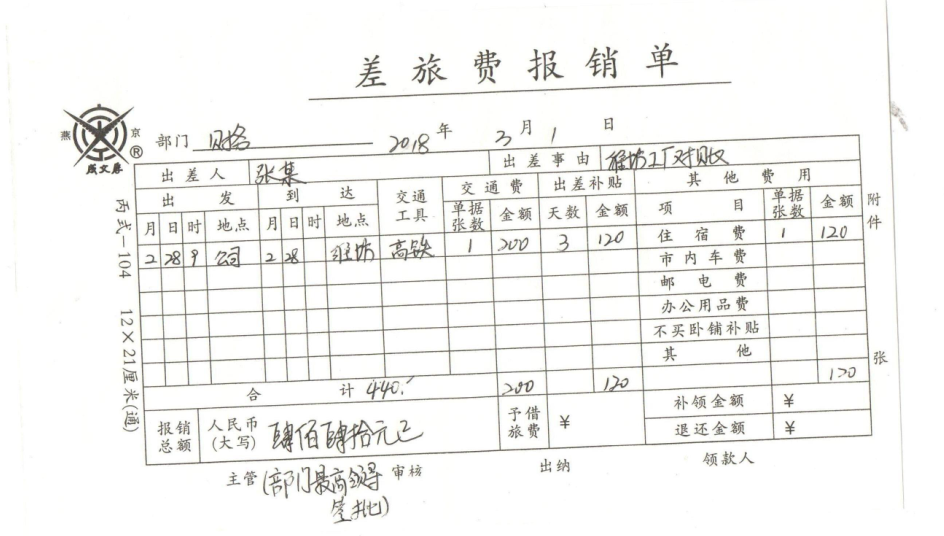 差旅费报销单
燕 京 ®
成文厚
部门 财务 2018 年 3 月 1 日
出差人 张某 出差事由 潍坊工厂对账
出 发 到 达 交通工具 交通费 出差补贴 其他费用
月 日 时 地点 月 日 时 地点 单据张数 金额 天数 金额 项 目 单据张数 金额
2 28 9 公司 2 28 潍坊 高铁 1 200 3 120 住宿费 1 120
市内车费
邮电费
办公用品费
不买卧铺补贴
其 他
合 计 440.- 200 120 120
报销总额 人民币(大写) 肆佰肆拾元 予借旅费 ¥ 补领金额 ¥
退还金额 ¥
主管 (部门最高领导 审核 出纳 领款人
签批)
丙式-104 12×21厘米(通)
附件 张